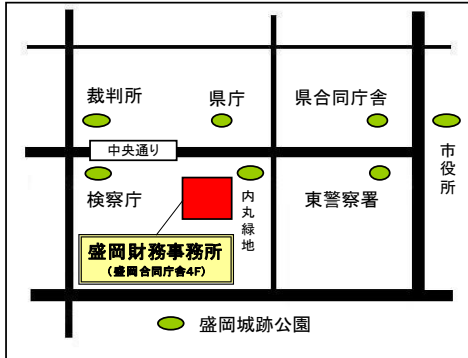 裁判所
県庁
県合同庁舎
中央通り
市役所
検察庁
内丸緑地
東警察署
盛岡財務事務所
(盛岡合同庁舎4F)
盛岡城跡公園